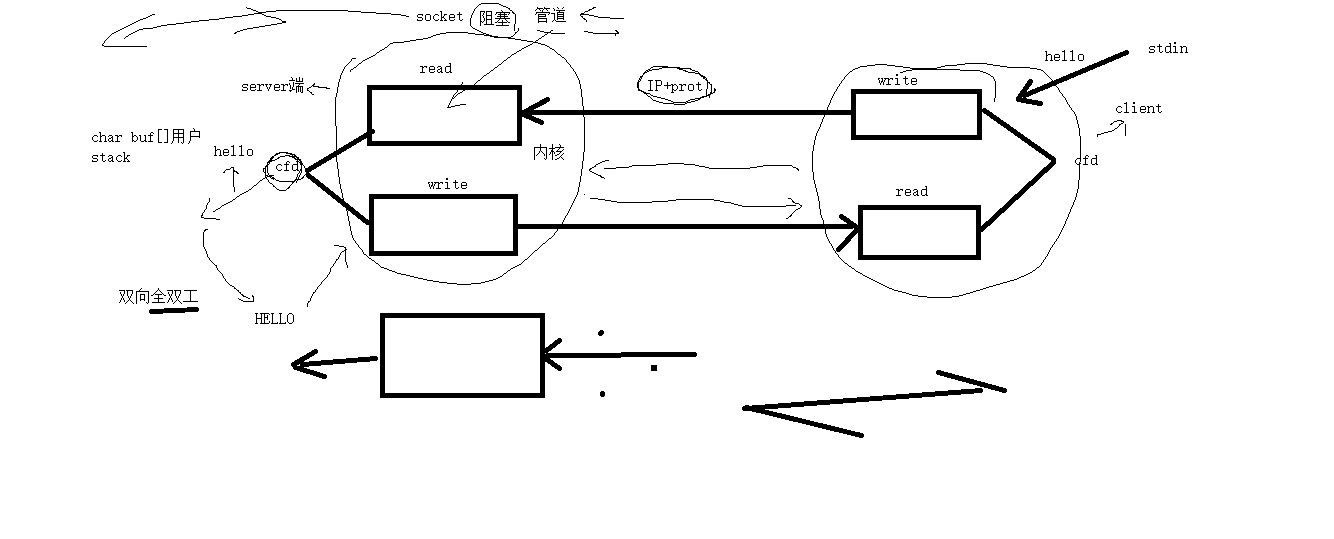 socket 阻塞 管道
stdin
hello
read
write
IP+prot
server端
client
char buf[]用户
stack
hello
内核
cfd
cfd
write
read
双向全双工
HELLO